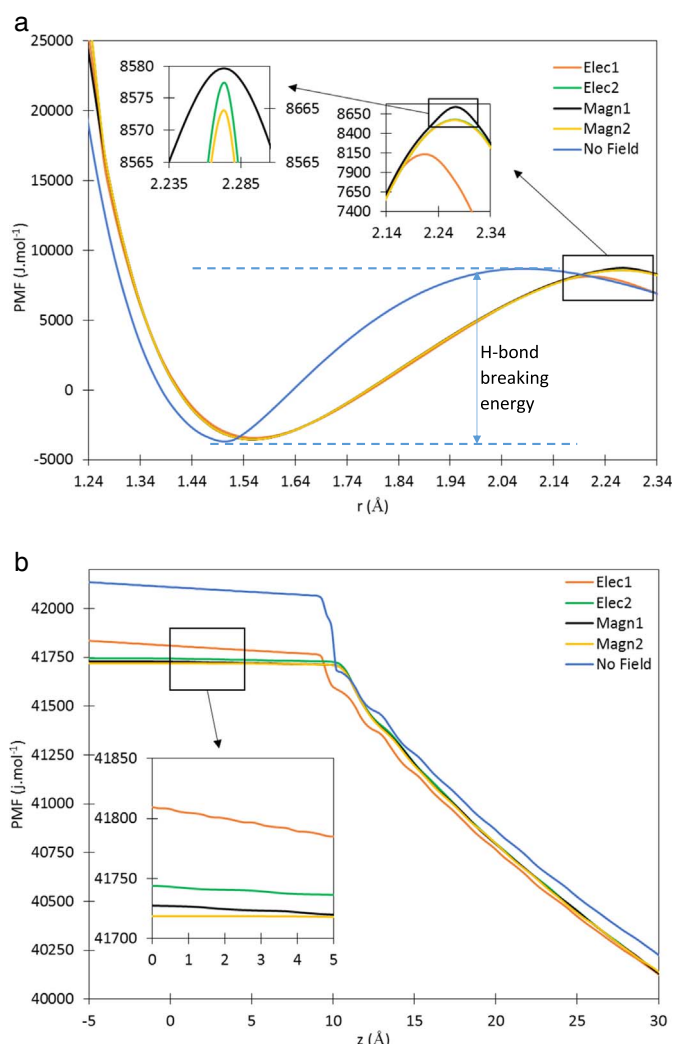 a
25000
20000
15000
10000
5000
0
-5000
PMF (J.mol-1)
1.24 1.34 1.44 1.54 1.64 1.74 1.84 1.94 2.04 2.14 2.24 2.34
r (Å)
8580
8575
8570
8565
2.235 2.285
8665
8565
8650
8400
8150
7900
7650
7400
2.14 2.24 2.34
Elec1
Elec2
Magn1
Magn2
No Field
H-bond
breaking
energy
b
42000
41750
41500
41250
41000
40750
40500
40250
40000
PMF (j.mol-1)
-5 0 5 10 15 20 25 30
z (Å)
Elec1
Elec2
Magn1
Magn2
No Field
41850
41800
41750
41700
0 1 2 3 4 5